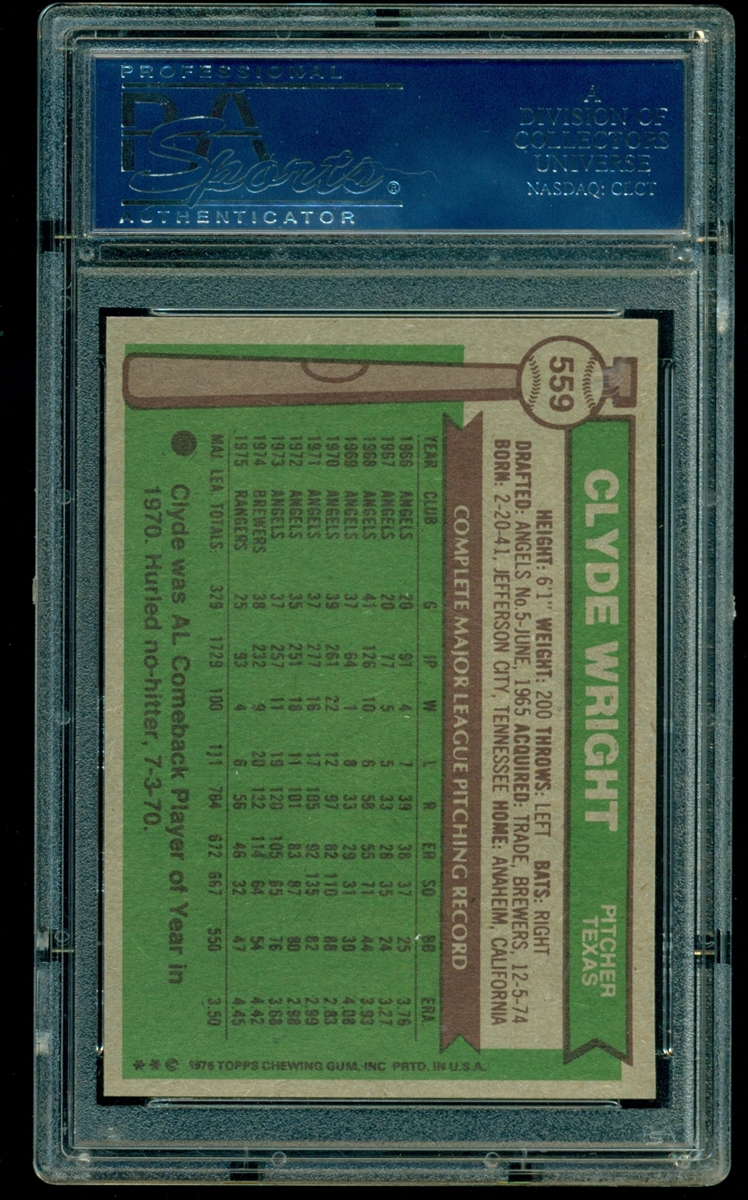 PROFESSIONAL
PSA
Sports®
AUTHENTICATOR
A
DIVISION OF
COLLECTORS
UNIVERSE
NASDAQ: CLCT
559
CLYDE WRIGHT
PITCHER
TEXAS
HEIGHT: 6'1" WEIGHT: 200 THROWS: LEFT BATS: RIGHT
DRAFTED: ANGELS No.5-JUNE, 1965 ACQUIRED: TRADE, BREWERS, 12-5-74
BORN: 2-20-41, JEFFERSON CITY, TENNESSEE HOME: ANAHEIM, CALIFORNIA
COMPLETE MAJOR LEAGUE PITCHING RECORD
YEAR CLUB G IP W L R ER SO BB ERA
1966 ANGELS 20 91 4 7 39 38 37 25 3.76
1967 ANGELS 20 77 5 5 33 28 35 24 3.27
1968 ANGELS 41 126 10 6 58 55 71 44 3.93
1969 ANGELS 37 64 1 8 33 29 31 30 4.08
1970 ANGELS 39 261 22 12 97 82 110 88 2.83
1971 ANGELS 37 277 16 17 105 92 135 82 2.99
1972 ANGELS 35 251 18 11 101 83 87 80 2.98
1973 ANGELS 37 257 11 19 120 105 65 76 3.68
1974 BREWERS 38 232 9 20 132 114 64 54 4.42
1975 RANGERS 25 93 4 6 56 46 32 47 4.45
MAJ LEA TOTALS 329 1729 100 111 764 672 667 550 3.50
Clyde was AL Comeback Player of Year in
1970. Hurled no-hitter, 7-3-70.
** © 1976 TOPPS CHEWING GUM, INC PRTD. IN U.S.A.